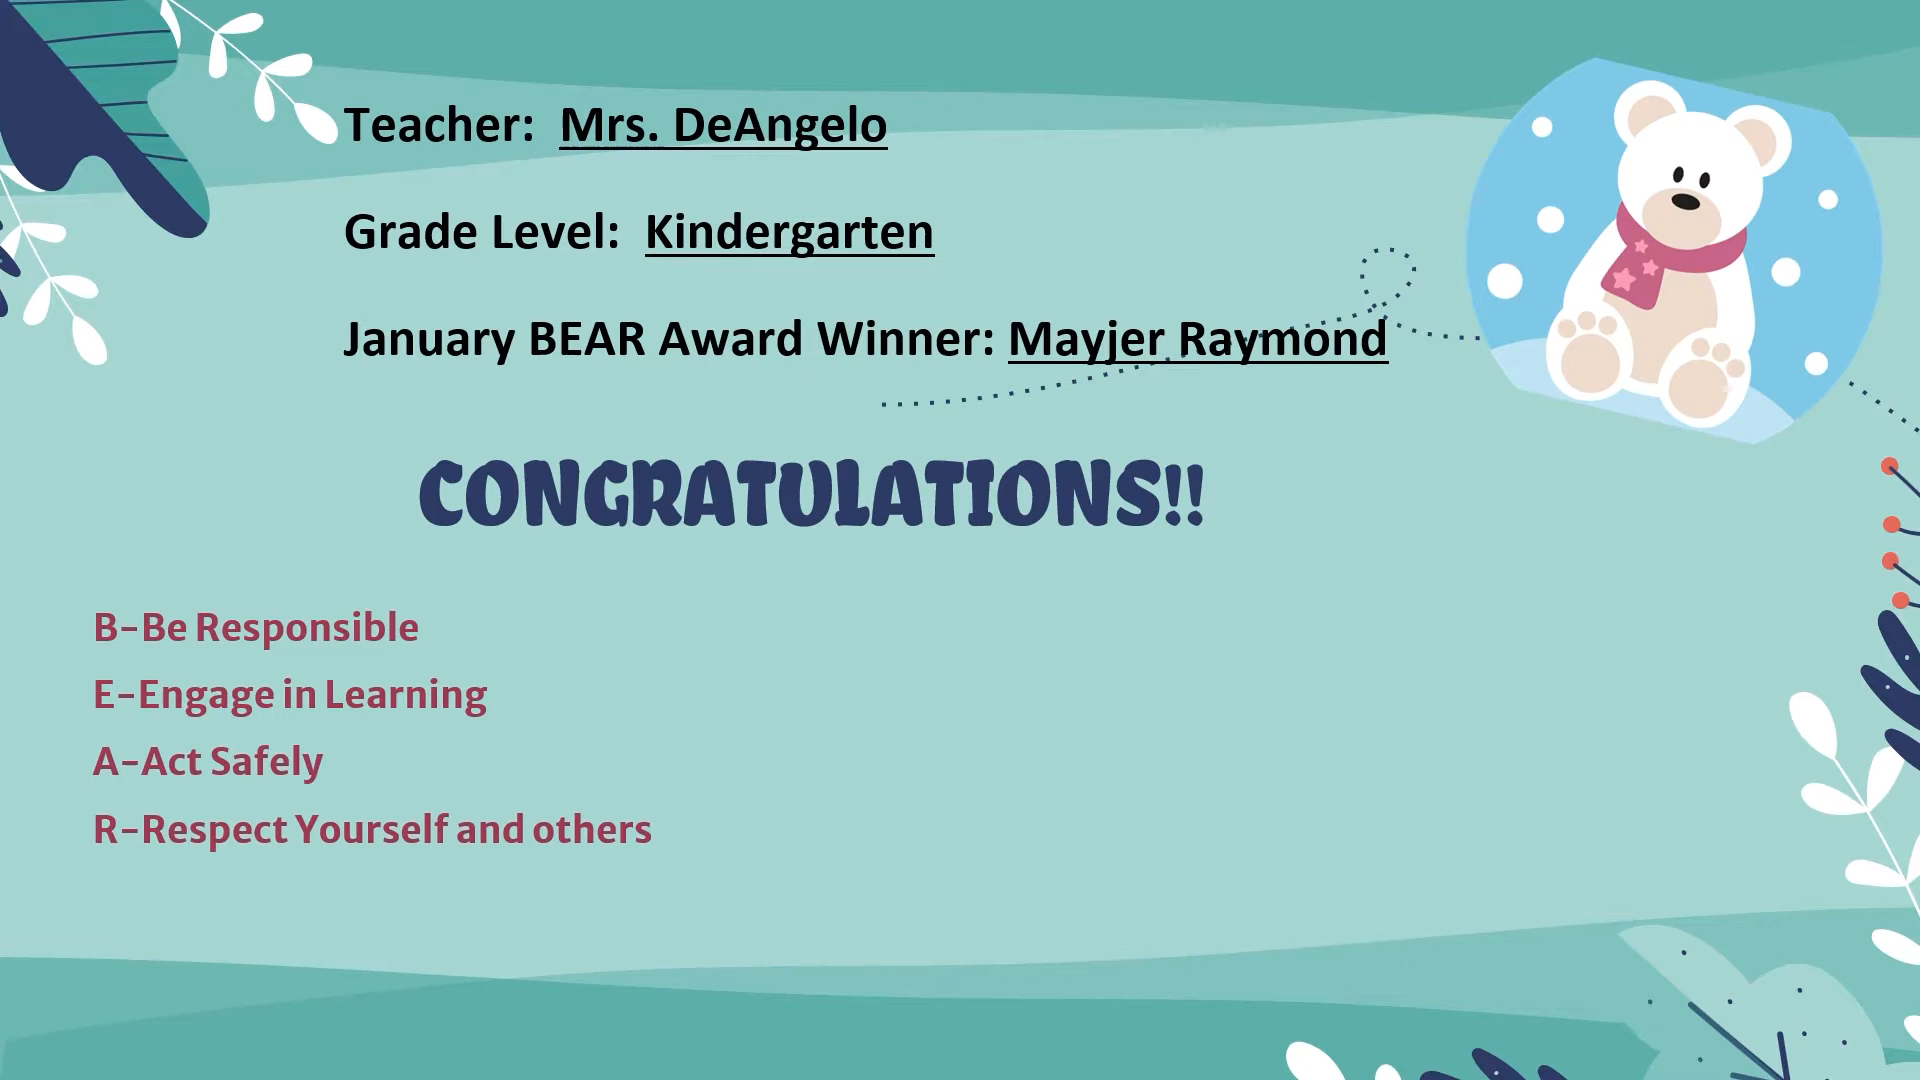 Teacher: Mrs. DeAngelo
Grade Level: Kindergarten
January BEAR Award Winner: Mayjer Raymond
CONGRATULATIONS!!
B-Be Responsible
E-Engage in Learning
A-Act Safely
R-Respect Yourself and others